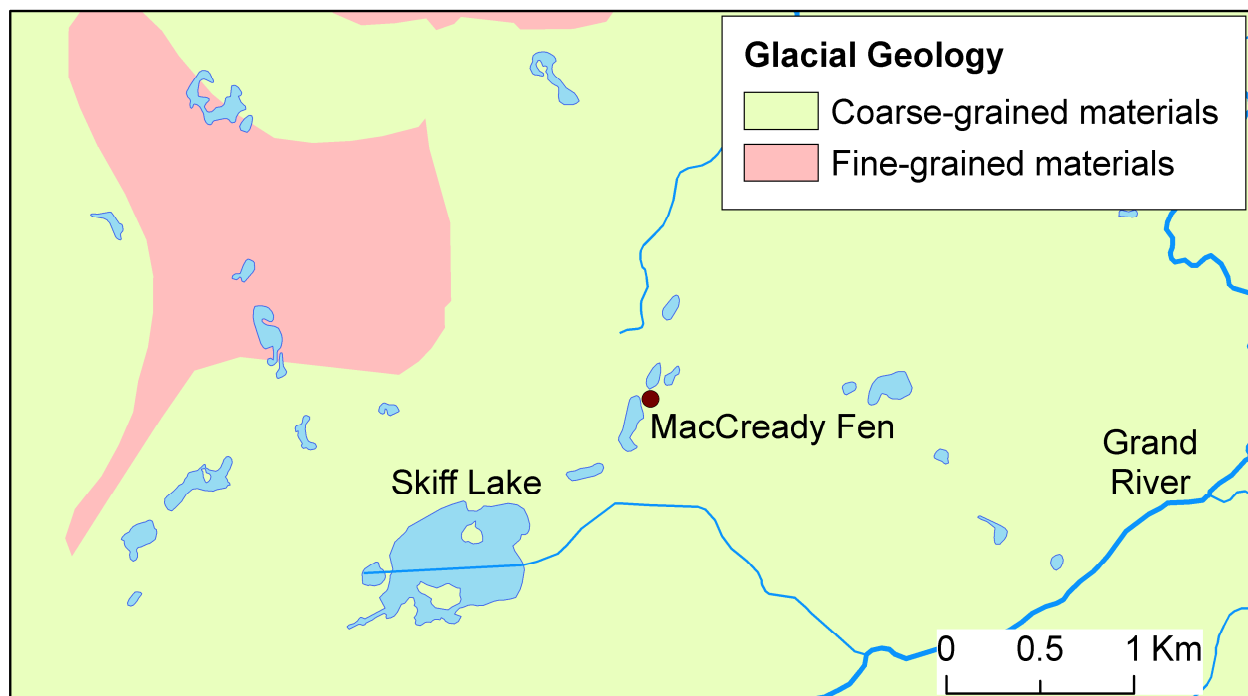 Glacial Geology
Coarse-grained materials
Fine-grained materials
MacCready Fen
Grand
River
Skiff Lake
0 0.5 1 Km